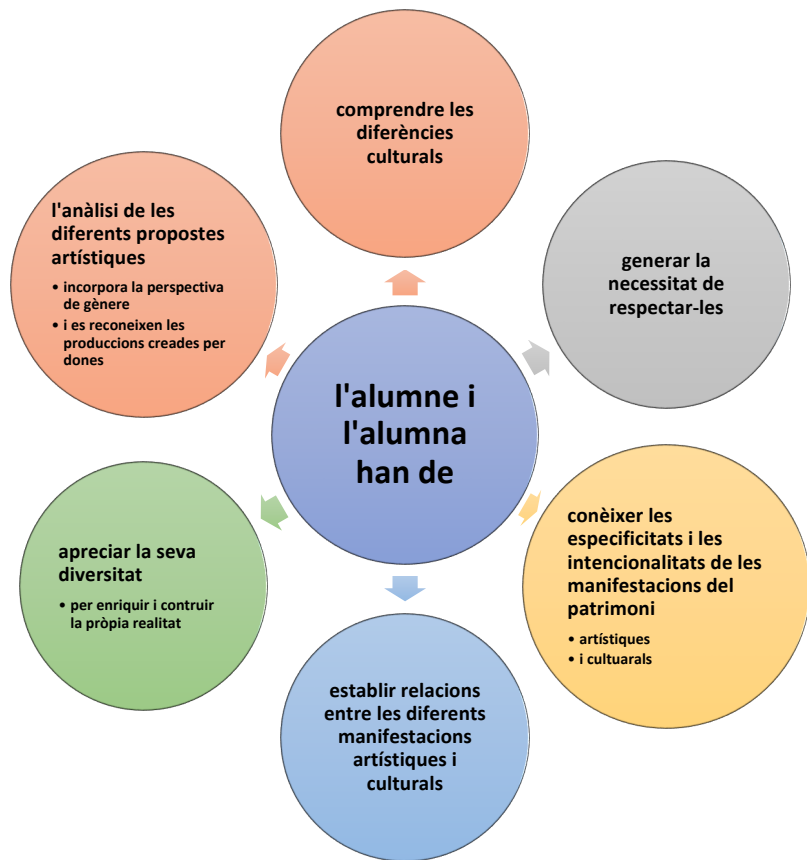 comprendre les
diferències
culturals
generar la
necessitat de
respectar-les
conèixer les
especificitats i les
intencionalitats de les
manifestacions del
patrimoni
• artístiques
• i cultuarals
establir relacions
entre les diferents
manifestacions
artístiques i
culturals
apreciar la seva
diversitat
• per enriquir i contruir
la pròpia realitat
l'anàlisi de les
diferents propostes
artístiques
• incorpora la perspectiva
de gènere
• i es reconeixen les
produccions creades per
dones
l'alumne i
l'alumna
han de